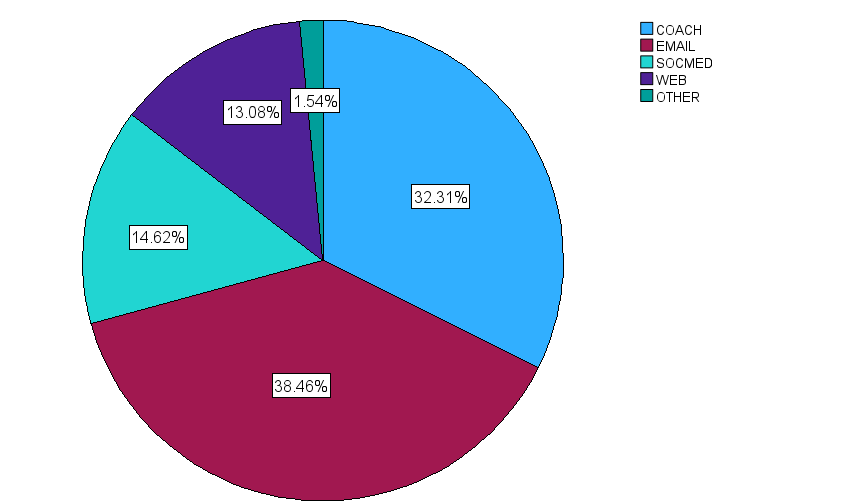 COACH
EMAIL
SOCMED
WEB
OTHER
1.54%
13.08%
32.31%
14.62%
38.46%